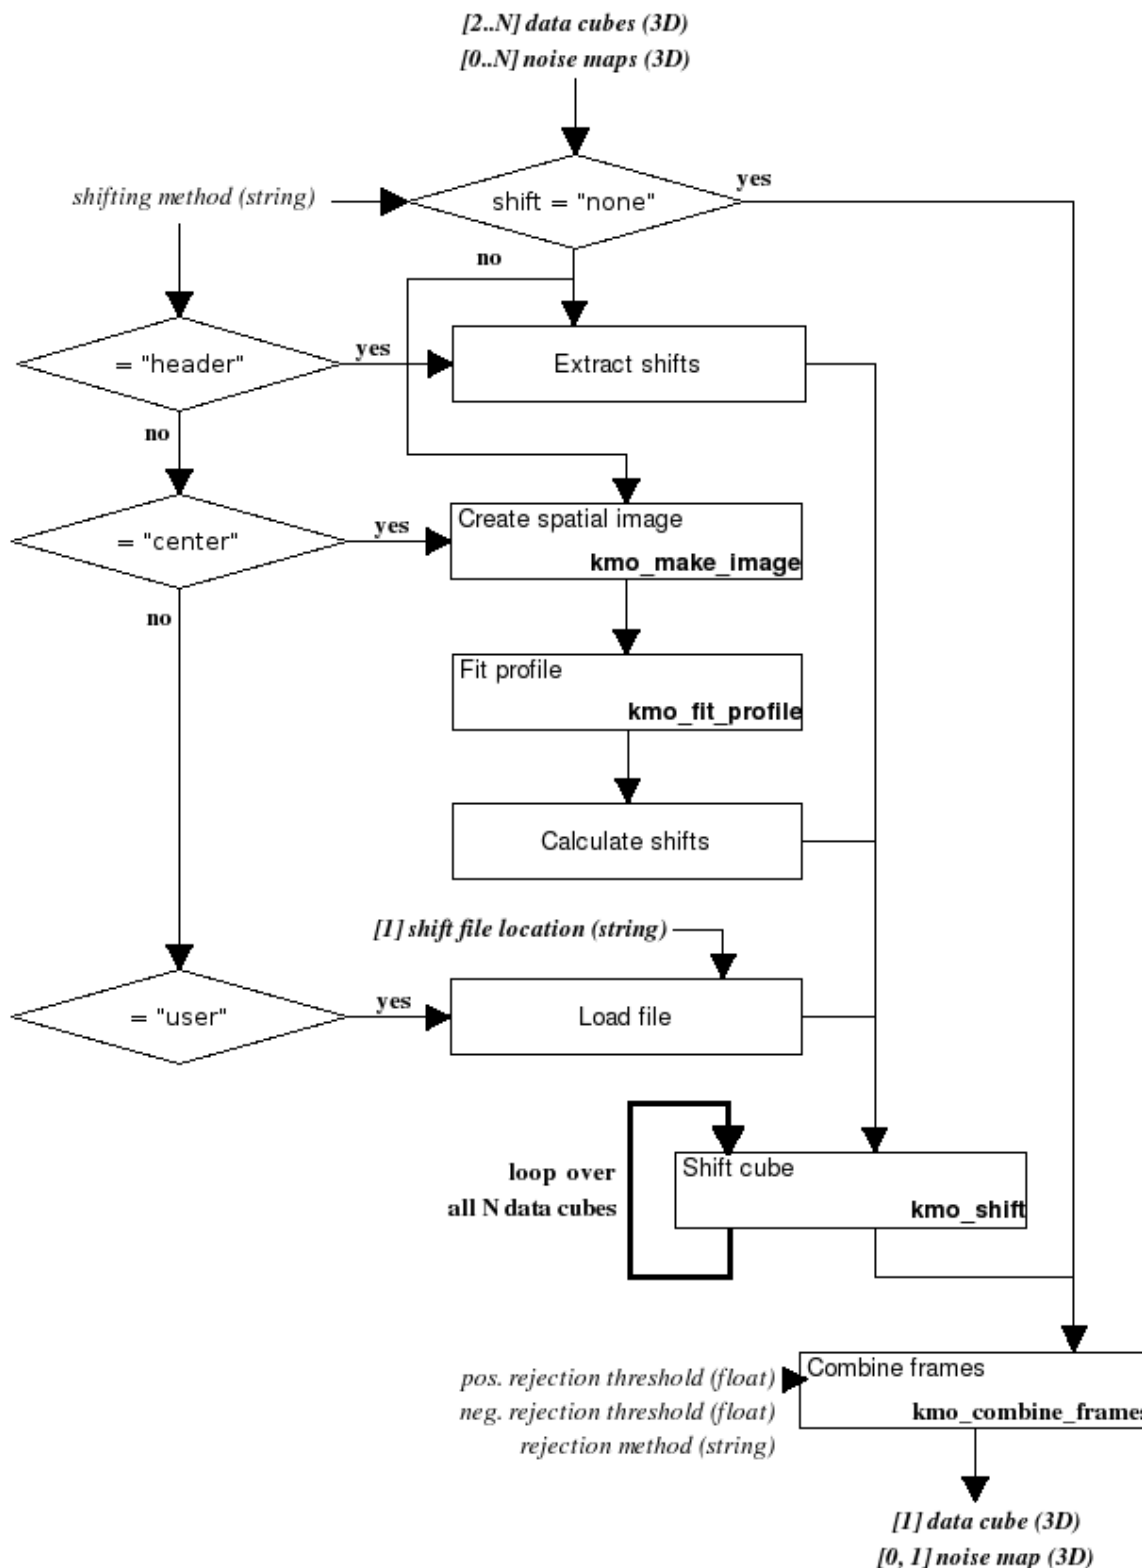 [2..N] data cubes (3D)
[0..N] noise maps (3D)
shifting method (string)
shift = "none"
yes
no
= "header"
yes
Extract shifts
no
= "center"
yes
Create spatial image
kmo_make_image
no
Fit profile
kmo_fit_profile
Calculate shifts
[1] shift file location (string)
= "user"
yes
Load file
loop over
all N data cubes
Shift cube
kmo_shift
pos. rejection threshold (float)
neg. rejection threshold (float)
rejection method (string)
Combine frames
kmo_combine_frames
[1] data cube (3D)
[0, 1] noise map (3D)